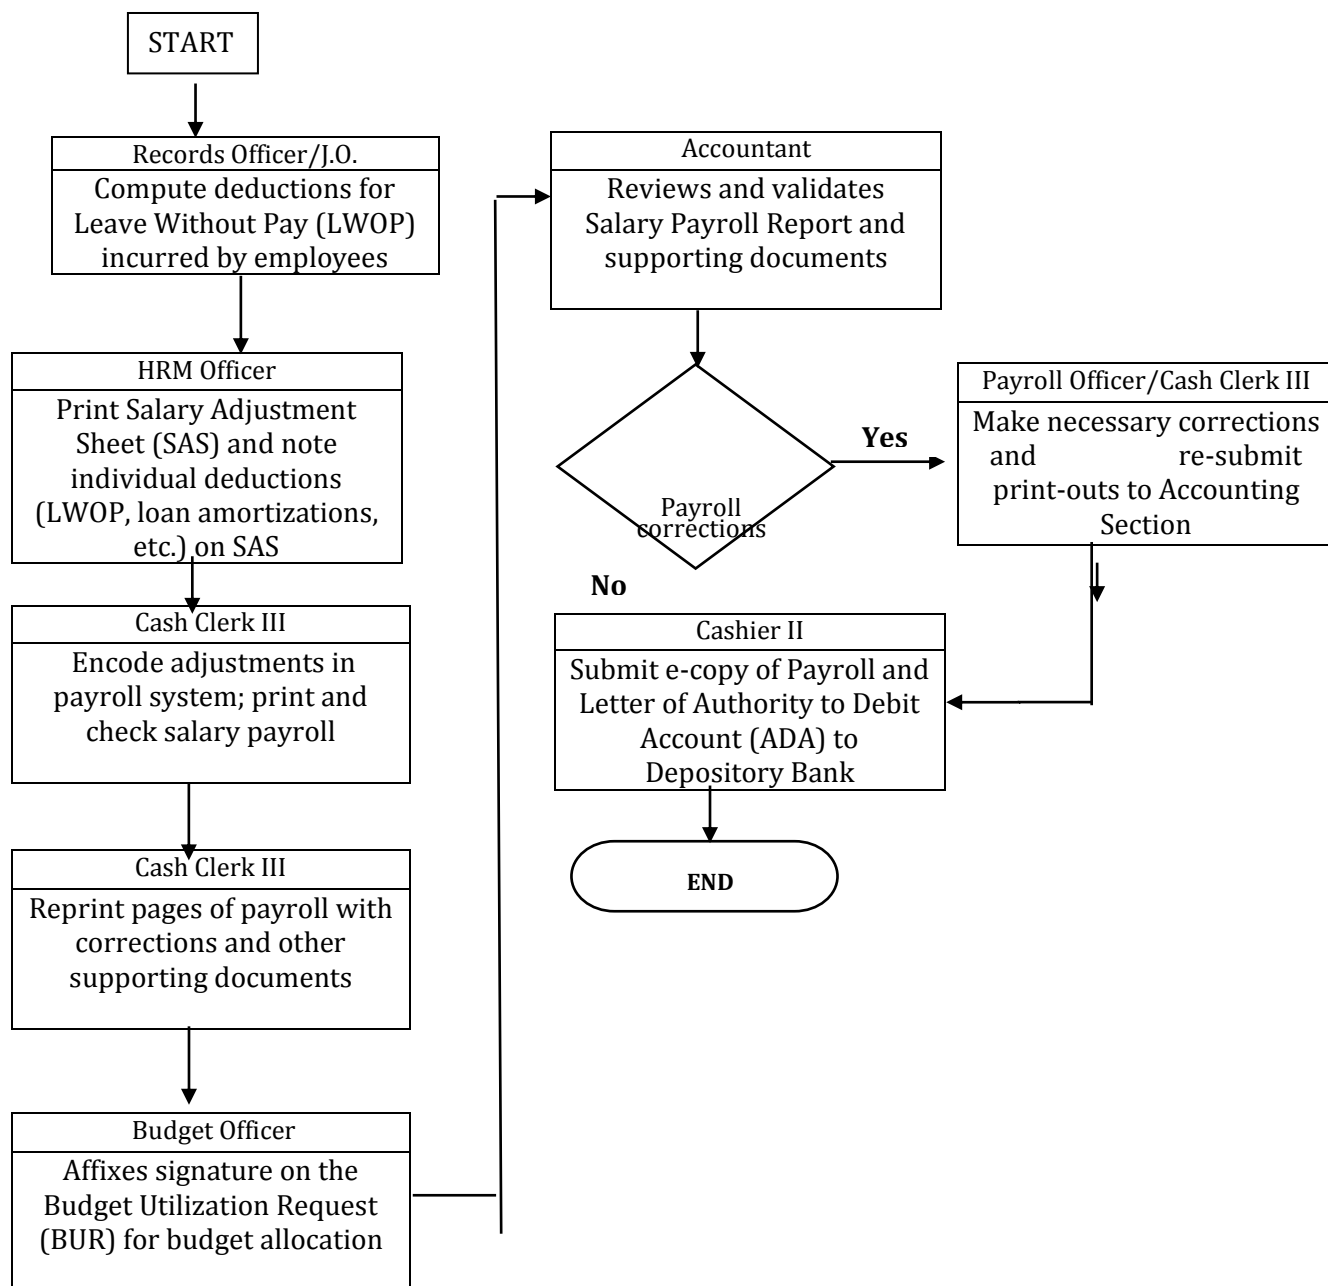 START
Records Officer/J.O.
Compute deductions for
Leave Without Pay (LWOP)
incurred by employees
HRM Officer
Print Salary Adjustment
Sheet (SAS) and note
individual deductions
(LWOP, loan amortizations,
etc.) on SAS
Cash Clerk III
Encode adjustments in
payroll system; print and
check salary payroll
Cash Clerk III
Reprint pages of payroll with
corrections and other
supporting documents
Budget Officer
Affixes signature on the
Budget Utilization Request
(BUR) for budget allocation
Accountant
Reviews and validates
Salary Payroll Report and
supporting documents
Payroll
corrections
Yes
Payroll Officer/Cash Clerk III
Make necessary corrections
and re-submit
print-outs to Accounting
Section
No
Cashier II
Submit e-copy of Payroll and
Letter of Authority to Debit
Account (ADA) to
Depository Bank
END